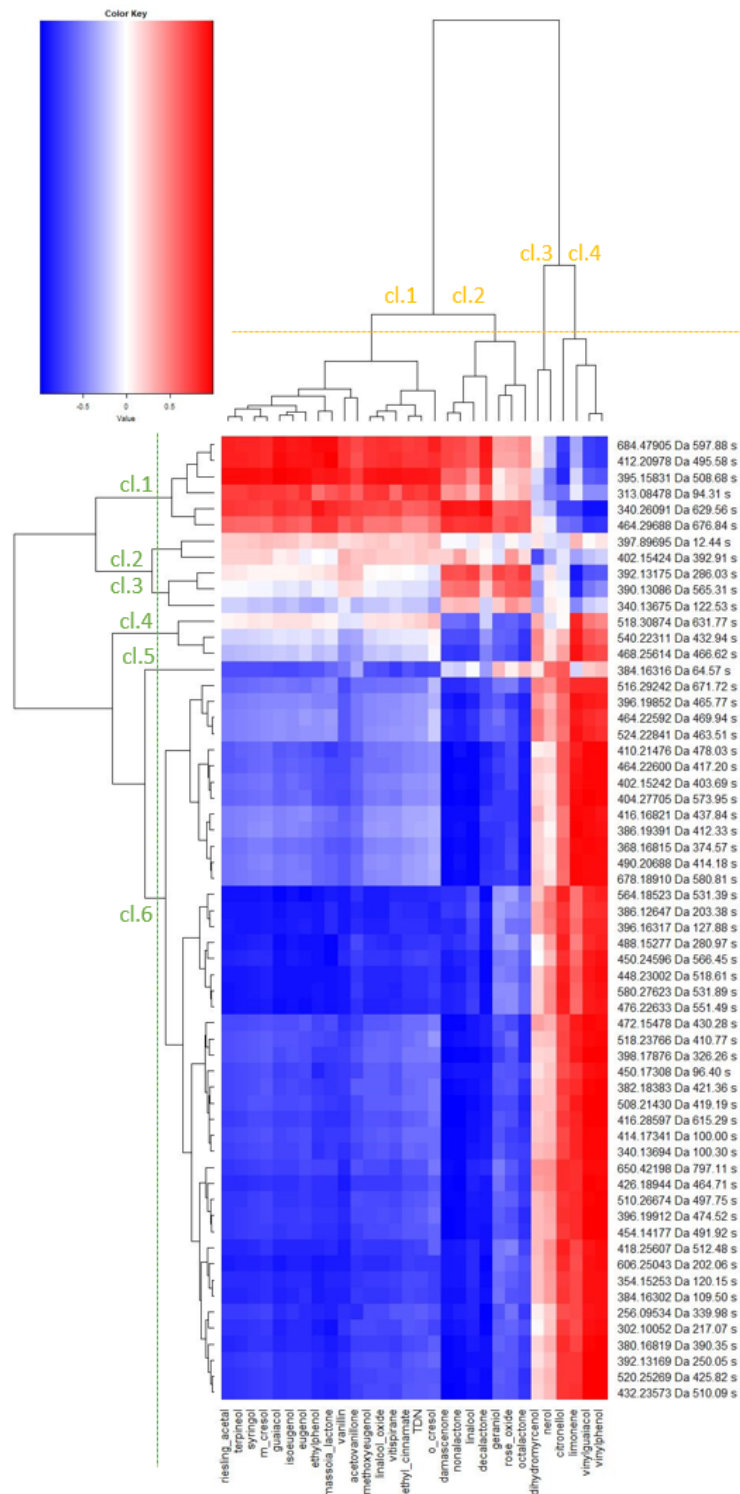 Color Key
-0.5 0 0.5
Value
cl.1 cl.2 cl.3 cl.4
cl.1
cl.2
cl.3
cl.4
cl.5
cl.6
684.47905 Da 597.88 s
412.20978 Da 495.58 s
395.15831 Da 508.68 s
313.08478 Da 94.31 s
340.26091 Da 629.56 s
464.29688 Da 676.84 s
397.89695 Da 12.44 s
402.15424 Da 392.91 s
392.13175 Da 286.03 s
390.13086 Da 565.31 s
340.13675 Da 122.53 s
518.30874 Da 631.77 s
540.22311 Da 432.94 s
468.25614 Da 466.62 s
384.16316 Da 64.57 s
516.29242 Da 671.72 s
396.19852 Da 465.77 s
464.22592 Da 469.94 s
524.22841 Da 463.51 s
410.21476 Da 478.03 s
464.22600 Da 417.20 s
402.15242 Da 403.69 s
404.27705 Da 573.95 s
416.16821 Da 437.84 s
386.19391 Da 412.33 s
368.16815 Da 374.57 s
490.20688 Da 414.18 s
678.18910 Da 580.81 s
564.18523 Da 531.39 s
386.12647 Da 203.38 s
396.16317 Da 127.88 s
488.15277 Da 280.97 s
450.24596 Da 566.45 s
448.23002 Da 518.61 s
580.27623 Da 531.89 s
476.22633 Da 551.49 s
472.15478 Da 430.28 s
518.23766 Da 410.77 s
398.17876 Da 326.26 s
450.17308 Da 96.40 s
382.18383 Da 421.36 s
508.21430 Da 419.19 s
416.28597 Da 615.29 s
414.17341 Da 100.00 s
340.13694 Da 100.30 s
650.42198 Da 797.11 s
426.18944 Da 464.71 s
510.26674 Da 497.75 s
396.19912 Da 474.52 s
454.14177 Da 491.92 s
418.25607 Da 512.48 s
606.25043 Da 202.06 s
354.15253 Da 120.15 s
384.16302 Da 109.50 s
256.09534 Da 339.98 s
302.10052 Da 217.07 s
380.16819 Da 390.35 s
392.13169 Da 250.05 s
520.25269 Da 425.82 s
432.23573 Da 510.09 s
riesling_acetal
terpineol
syringol
m_cresol
guaiacol
isoeugenol
eugenol
ethylphenol
massoia_lactone
vanillin
acetovanillone
methoxyeugenol
linalool_oxide
vitispirane
ethyl_cinnamate
TDN
o_cresol
damascenone
nonalactone
linalool
decalactone
geraniol
rose_oxide
octalactone
dihydromyrcenol
nerol
citronellol
limonene
vinylguaiacol
vinylphenol